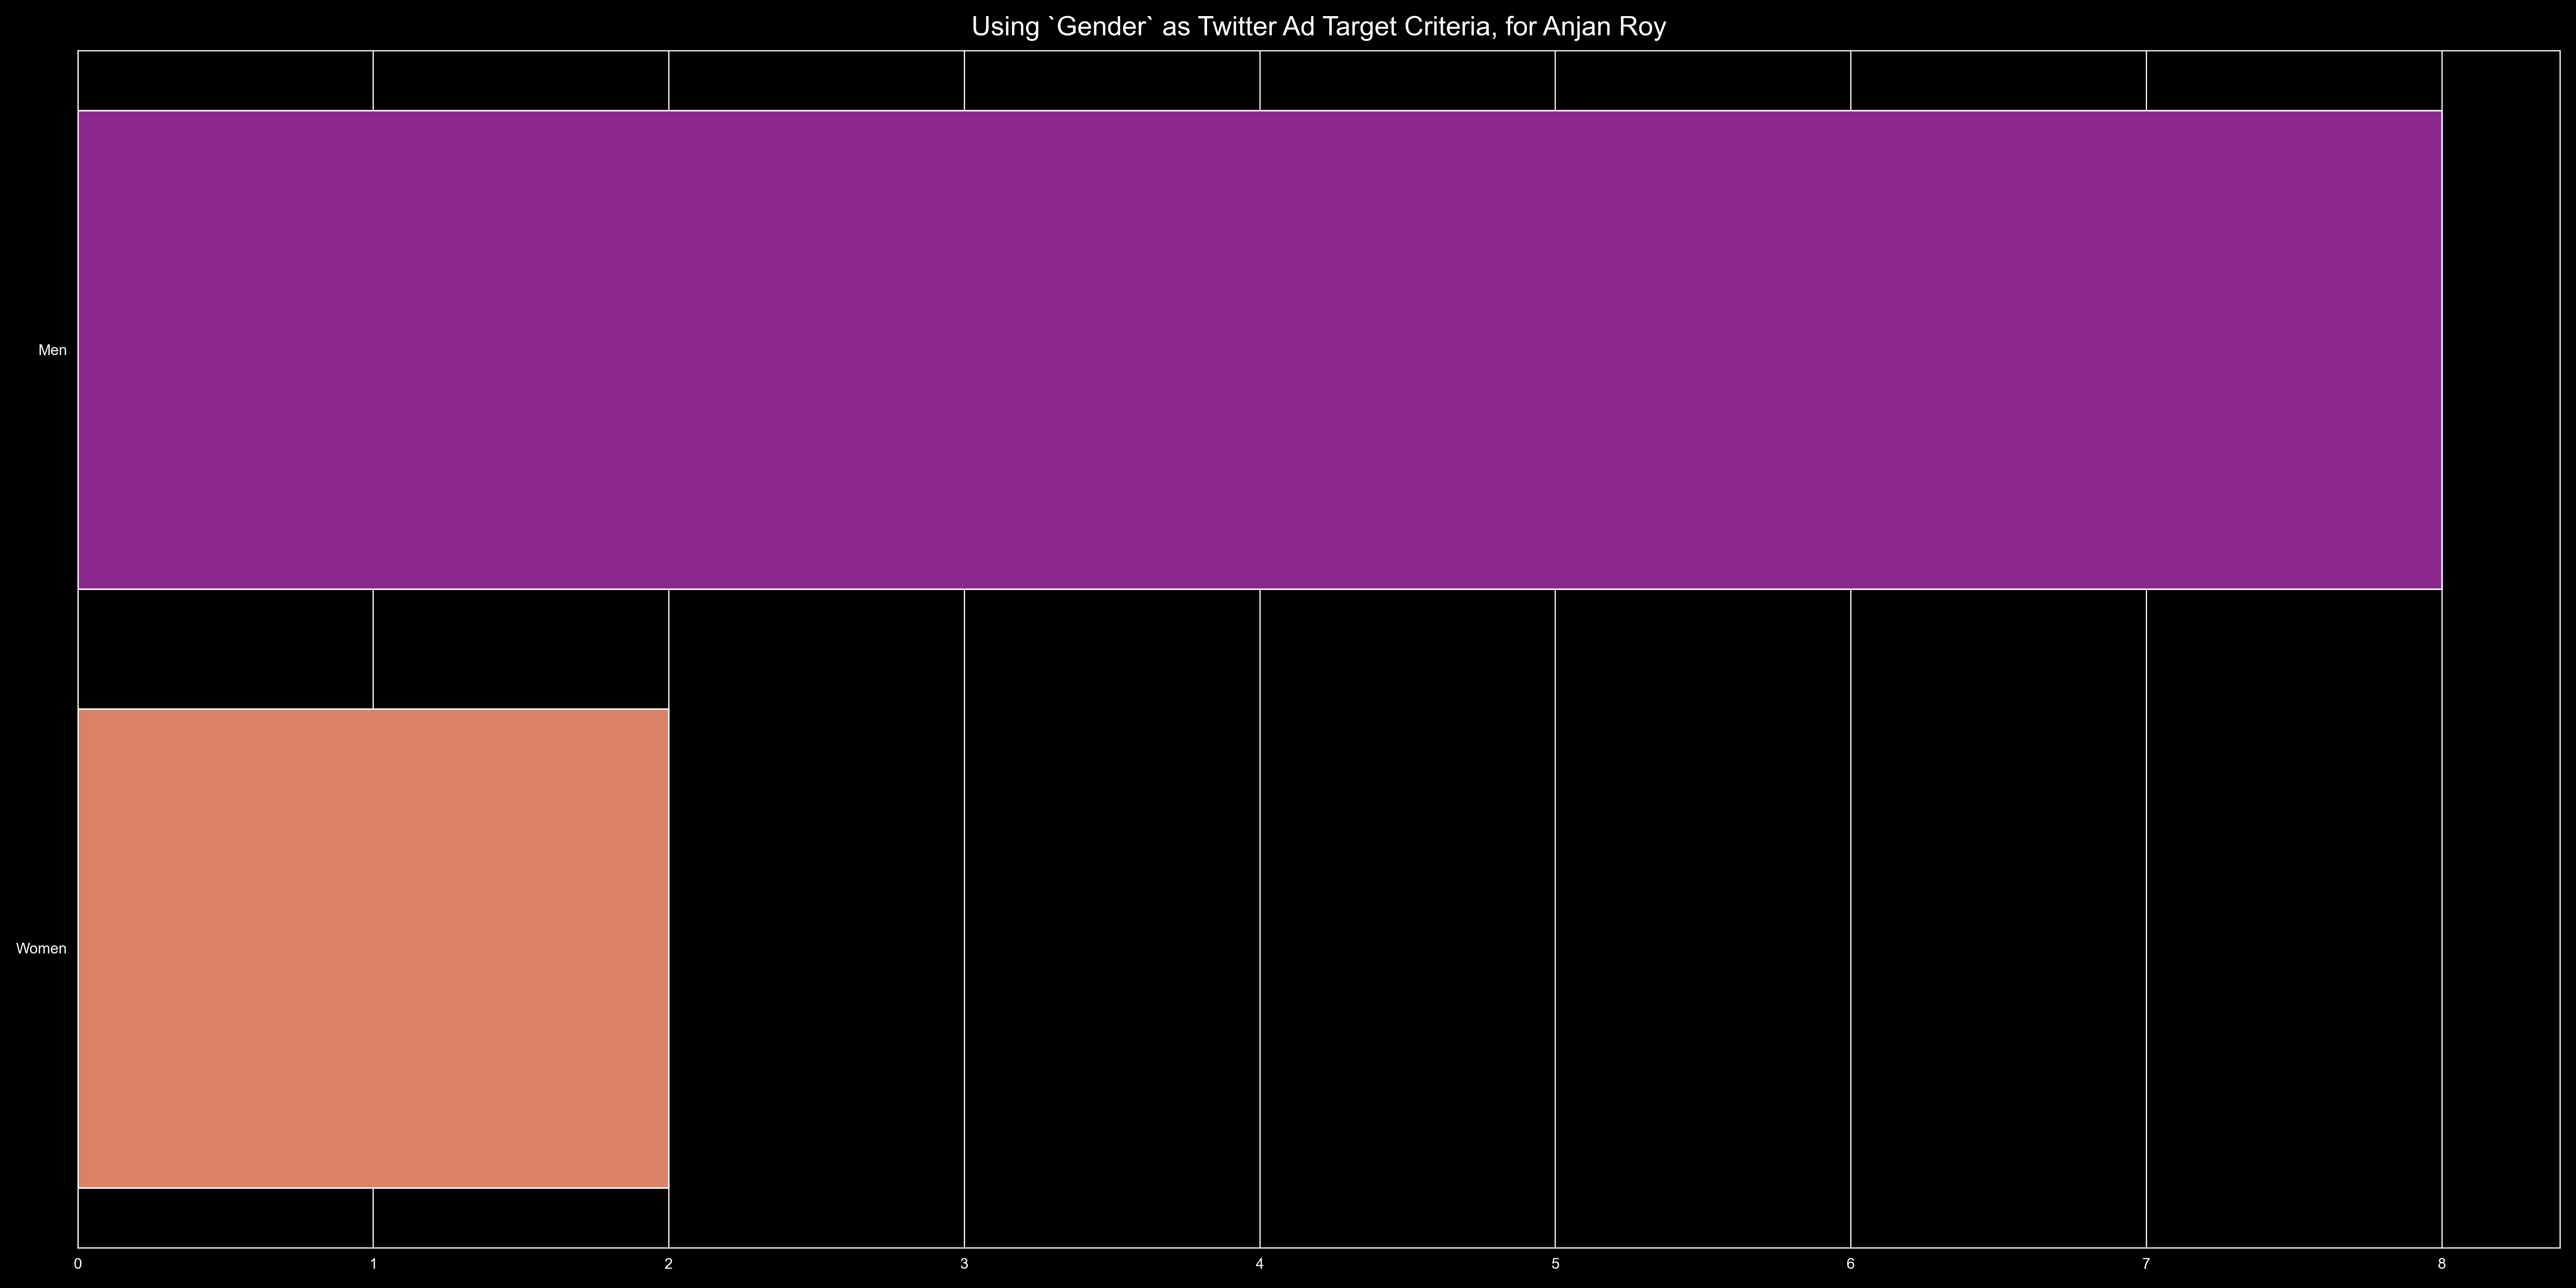 Using `Gender` as Twitter Ad Target Criteria, for Anjan Roy
Men
Women
0 1 2 3 4 5 6 7 8